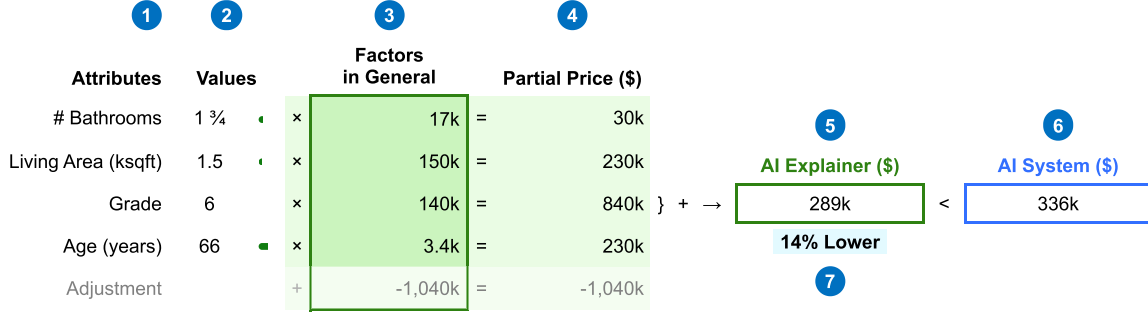 1 2 3 4
Factors
Attributes Values in General Partial Price ($)
# Bathrooms 1 ¾ × 17k = 30k
5 6
Living Area (ksqft) 1.5 × 150k = 230k AI Explainer ($) AI System ($)
Grade 6 × 140k = 840k } + → 289k < 336k
Age (years) 66 × 3.4k = 230k 14% Lower
Adjustment + -1,040k = -1,040k 7